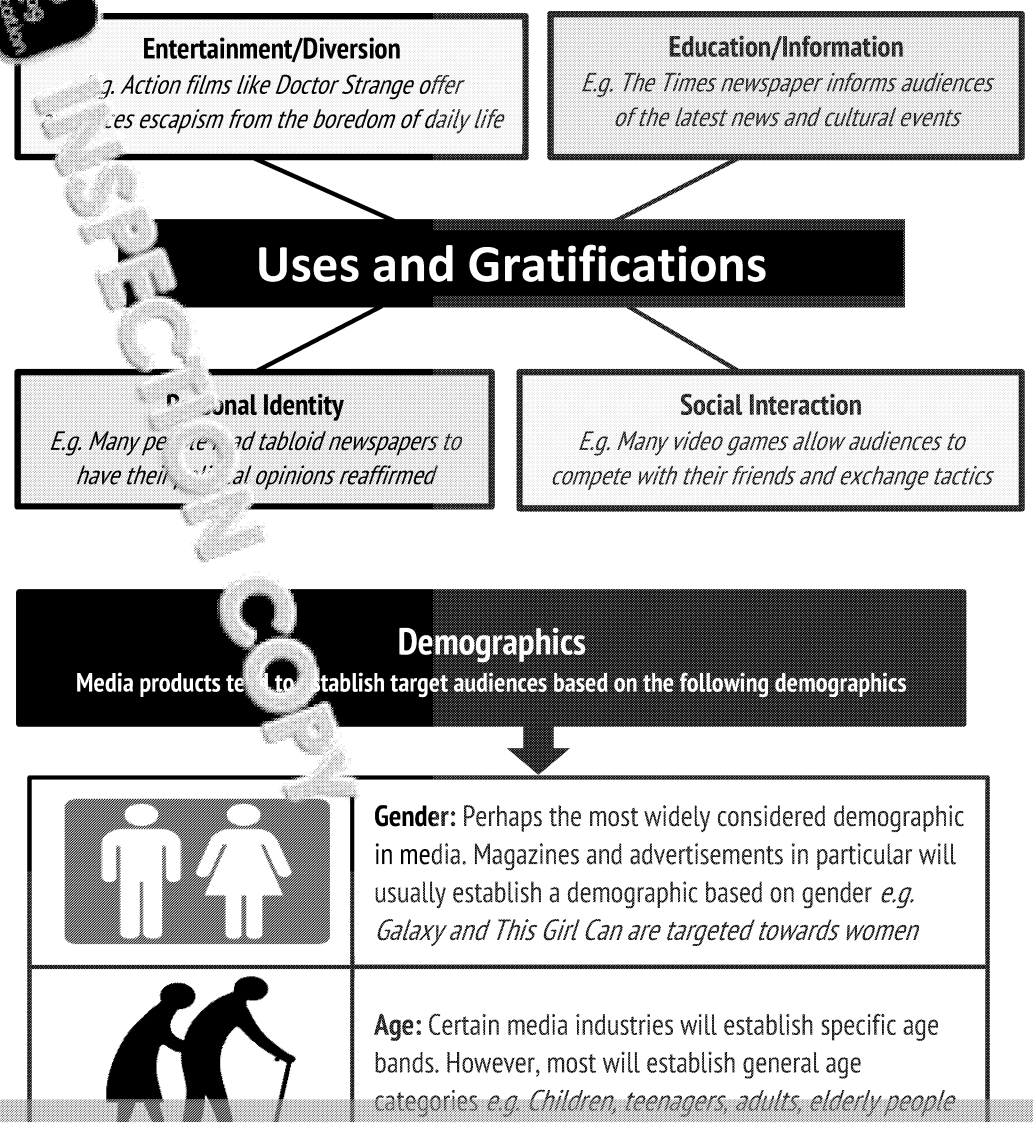 Entertainment/Diversion
Action films like Doctor Strange offer
escapism from the boredom of daily life
Education/Information
E.g. The Times newspaper informs audiences
of the latest news and cultural events
Uses and Gratifications
Personal Identity
E.g. Many people read tabloid newspapers to
have their political opinions reaffirmed
Social Interaction
E.g. Many video games allow audiences to
compete with their friends and exchange tactics
INSPECTION COPY
Demographics
Media products tend to establish target audiences based on the following demographics
Gender: Perhaps the most widely considered demographic
in media. Magazines and advertisements in particular will
usually establish a demographic based on gender e.g.
Galaxy and This Girl Can are targeted towards women
Age: Certain media industries will establish specific age
bands. However, most will establish general age
categories e.g. Children, teenagers, adults, elderly people